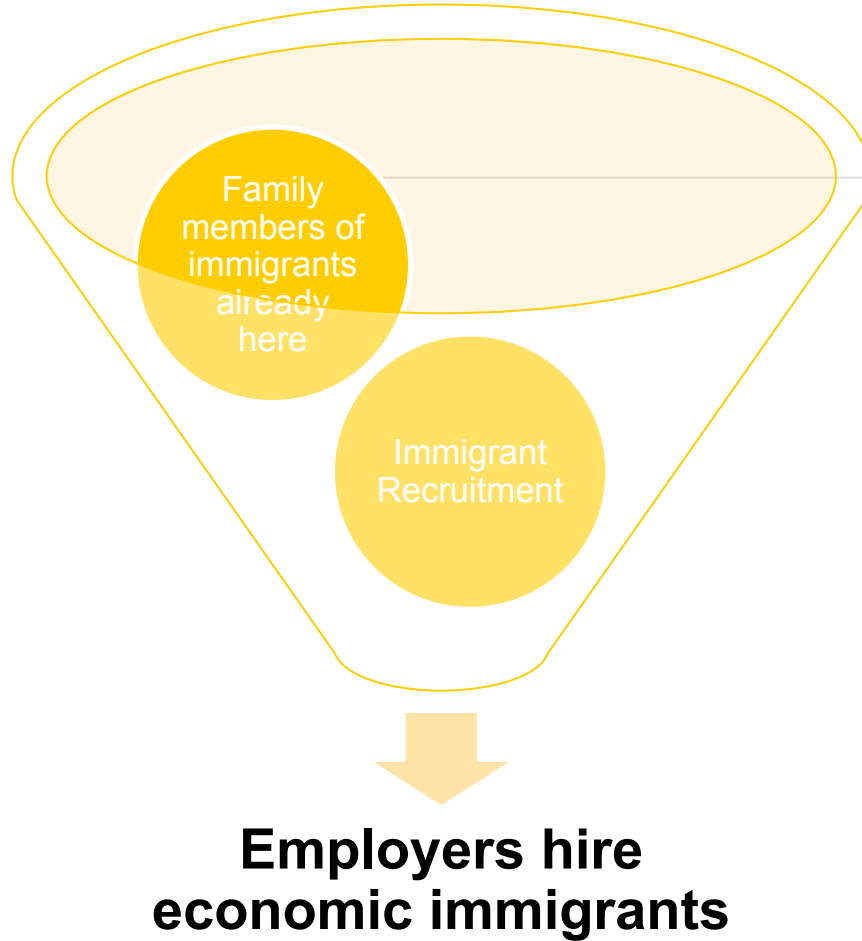 Family
members of
immigrants
already
here
Immigrant
Recruitment
Employers hire
economic immigrants